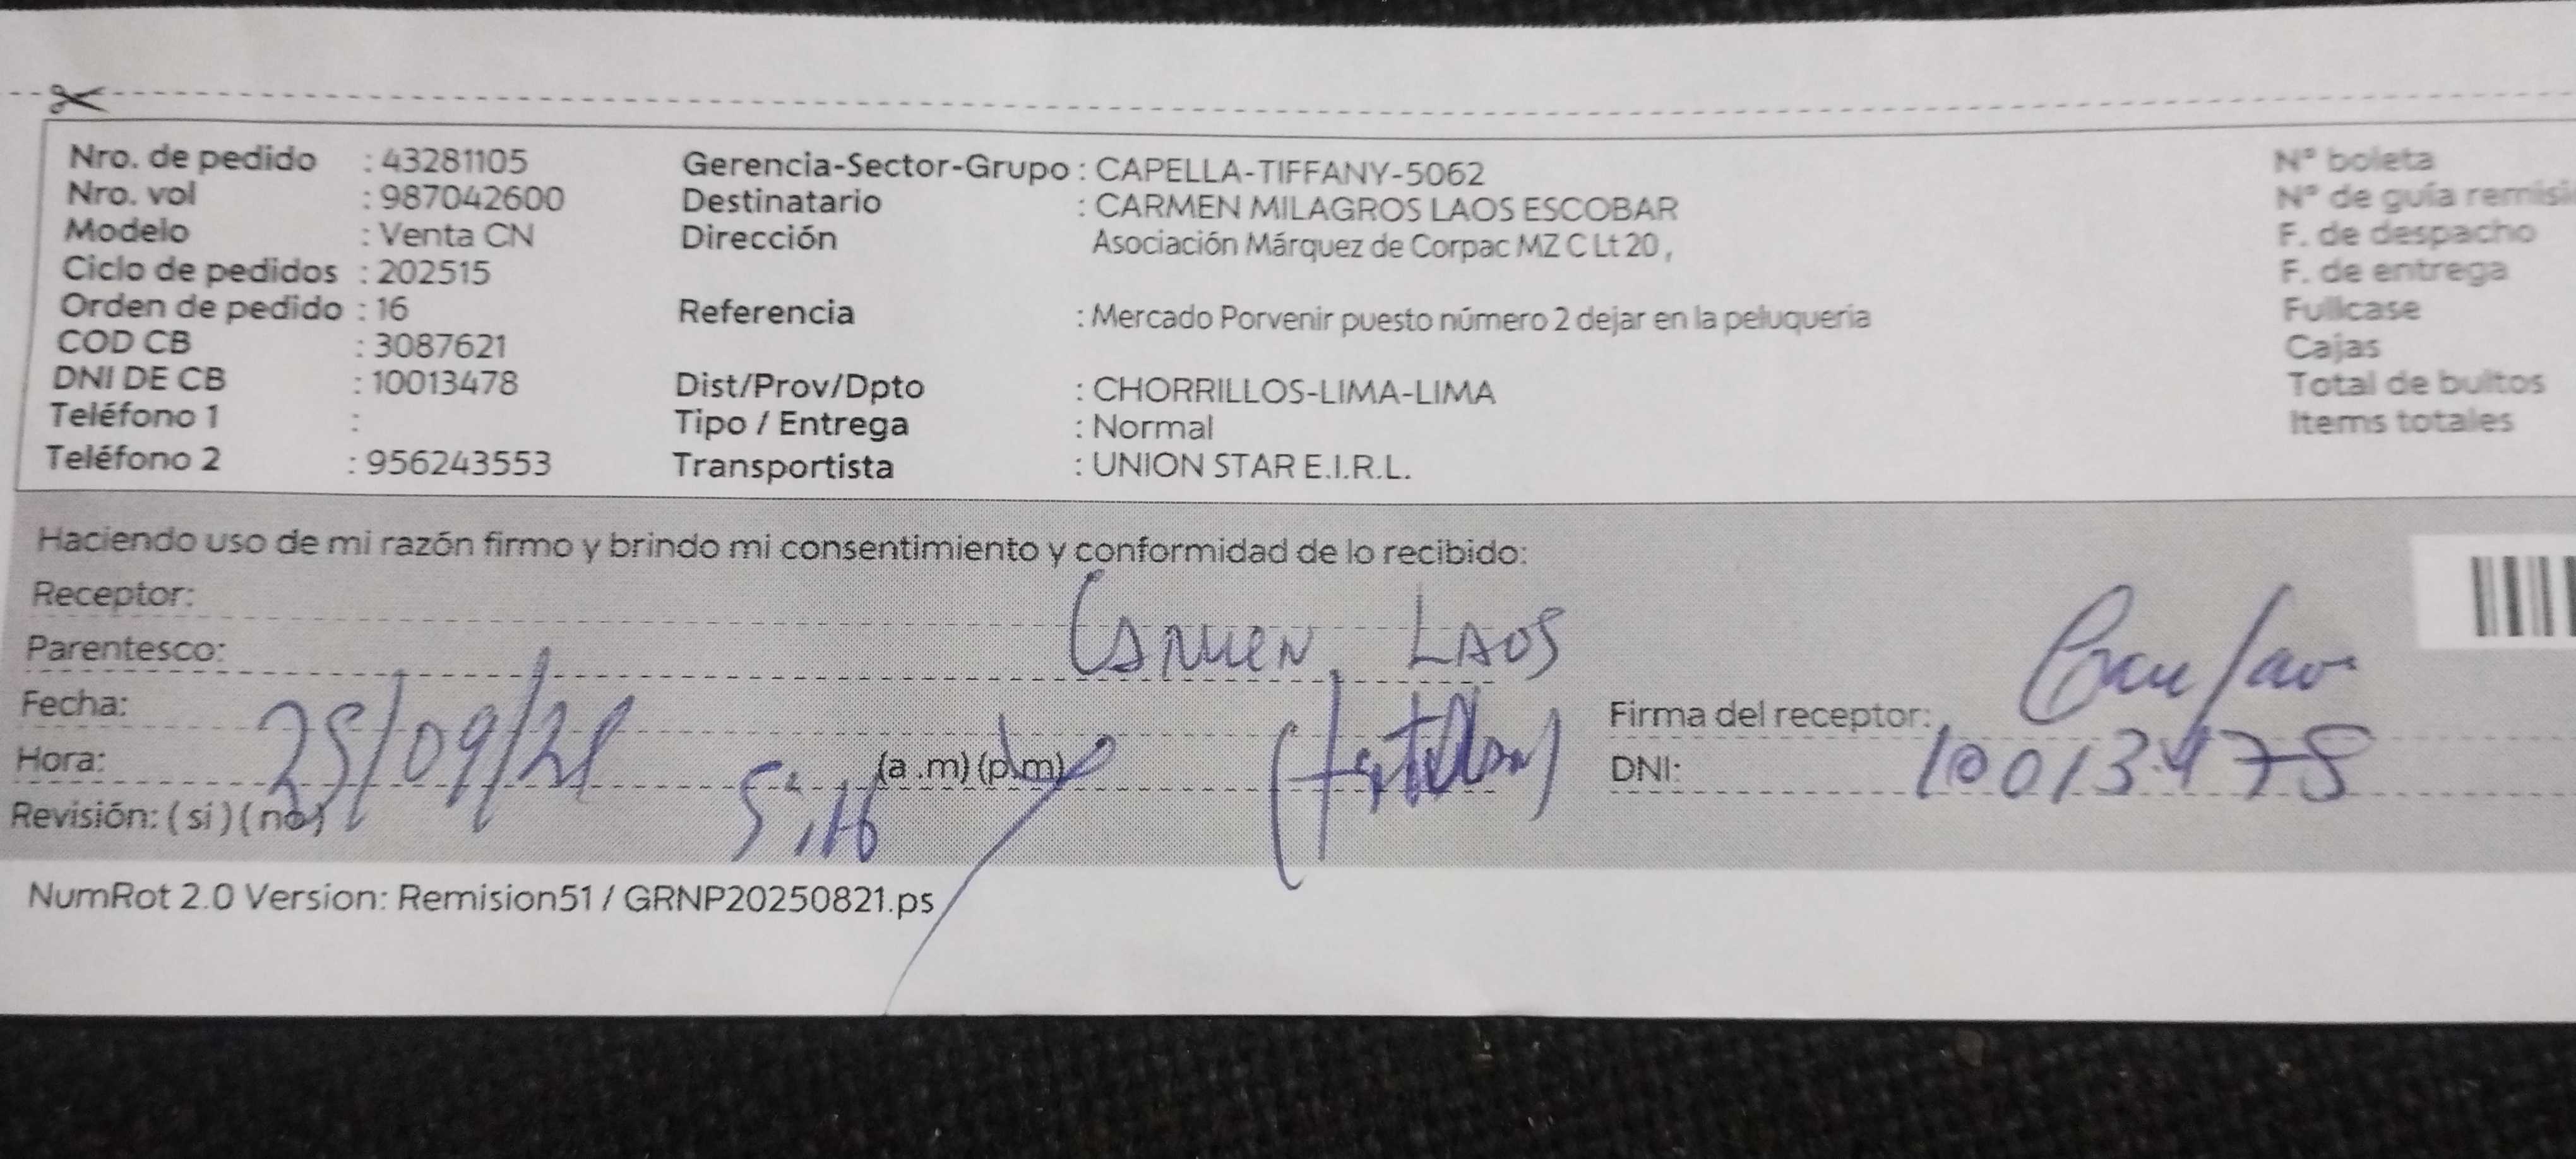 Nro. de pedido : 43281105
Nro. vol : 987042600
Modelo : Venta CN
Ciclo de pedidos : 202515
Orden de pedido : 16
COD CB : 3087621
DNI DE CB : 10013478
Teléfono 1 :
Teléfono 2 : 956243553
Gerencia-Sector-Grupo : CAPELLA-TIFFANY-5062
Destinatario : CARMEN MILAGROS LAOS ESCOBAR
Dirección Asociación Márquez de Corpac MZ C Lt 20 ,
Referencia : Mercado Porvenir puesto número 2 dejar en la peluquería
Dist/Prov/Dpto : CHORRILLOS-LIMA-LIMA
Tipo / Entrega : Normal
Transportista : UNION STAR E.I.R.L.
N° boleta
N° de guía remisi
F. de despacho
F. de entrega
Fullcase
Cajas
Total de bultos
Items totales
Haciendo uso de mi razón firmo y brindo mi consentimiento y conformidad de lo recibido:
Receptor: CARMEN LAOS
Parentesco:
Fecha:
Hora: (a .m) (p.m)
Revisión: ( si ) ( no )
Firma del receptor:
DNI: 10013478
NumRot 2.0 Version: Remision51 / GRNP20250821.ps